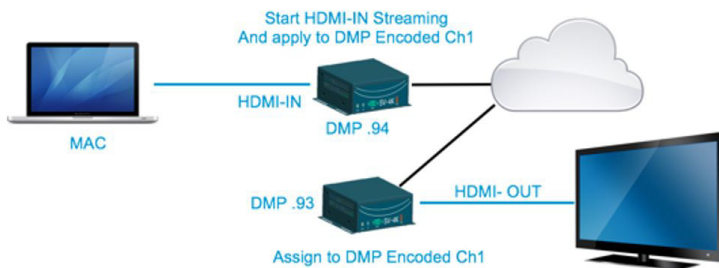 Start HDMI-IN Streaming
And apply to DMP Encoded Ch1
HDMI-IN
DMP .94
MAC
DMP .93
HDMI- OUT
Assign to DMP Encoded Ch1